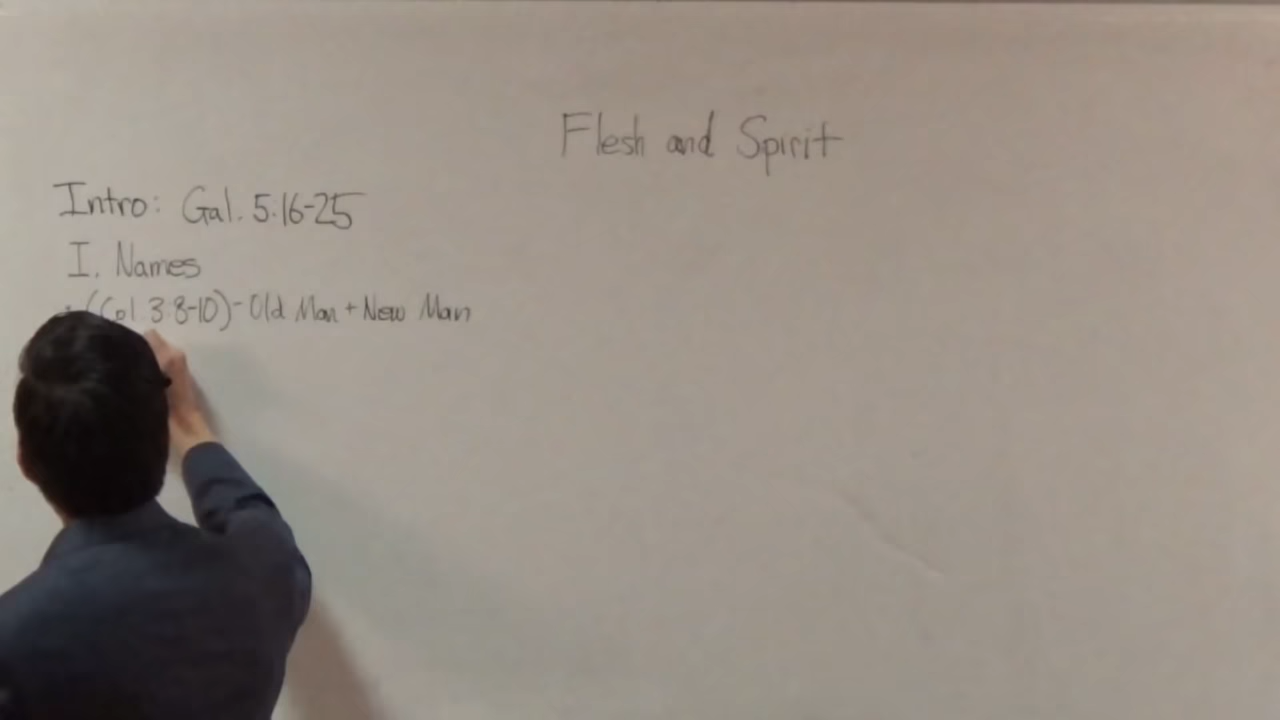 Flesh and Spirit
Intro: Gal. 5:16-25
I. Names
· (Col. 3:8-10)- Old Man + New Man